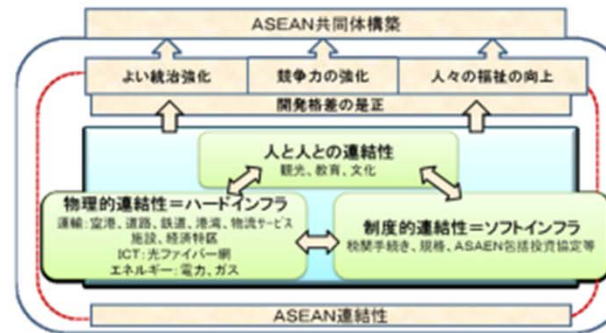 ASEAN共同体構築
よい統治強化
競争力の強化
人々の福祉の向上
開発格差の是正
人と人との連結性
観光、教育、文化
物理的連結性=ハードインフラ
運輸:空港、道路、鉄道、港湾、物流サービス
施設、経済特区
ICT:光ファイバー網
エネルギー:電力、ガス
制度的連結性=ソフトインフラ
税関手続き、規格、ASAEN包括投資協定等
ASEAN連結性